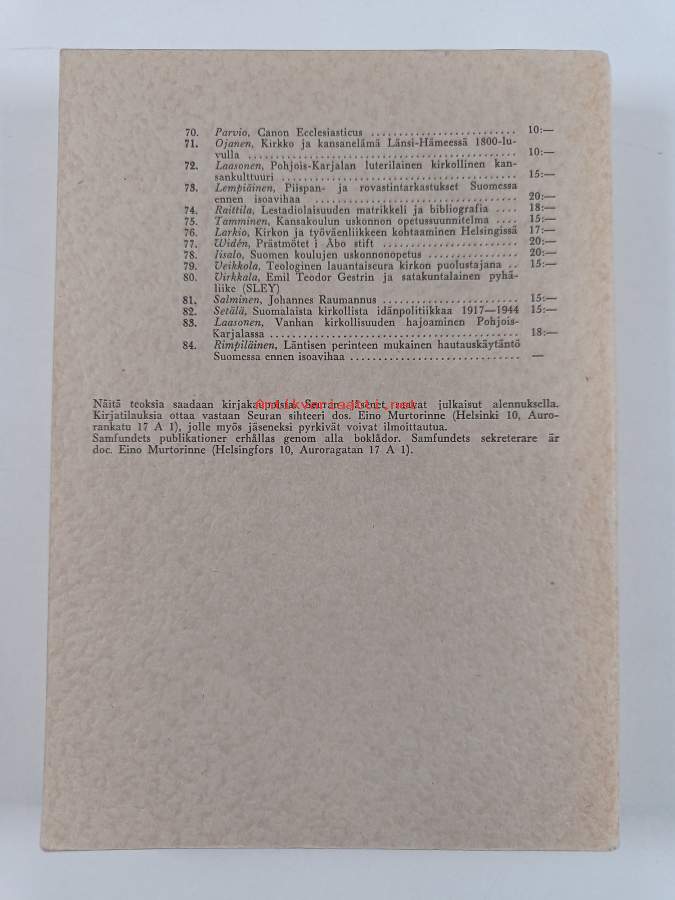 70. Parvio, Canon Ecclesiasticus ......................... 10:—
71. Ojanen, Kirkko ja kansanelämä Länsi-Hämeessä 1800-lu-
vulla ............................................ 10:—
72. Laasonen, Pohjois-Karjalan luterilainen kirkollinen kan-
sankulttuuri ....................................... 15:—
73. Lempiäinen, Piispan- ja rovastintarkastukset Suomessa
ennen isoavihaa .................................. 20:—
74. Raittila, Lestadiolaisuuden matrikkeli ja bibliografia .... 18:—
75. Tamminen, Kansakoulun uskonnon opetussuunnitelma .... 15:—
76. Larkio, Kirkon ja työväenliikkeen kohtaaminen Helsingissä 17:—
77. Widén, Prästmötet i Åbo stift ......................... 20:—
78. Iisalo, Suomen koulujen uskonnonopetus ............... 20:—
79. Veikkola, Teologinen lauantaiseura kirkon puolustajana .. 15:—
80. Virkkala, Emil Teodor Gestrin ja satakuntalainen pyhä-
liike (SLEY)
81. Salminen, Johannes Raumannus ....................... 15:—
82. Setälä, Suomalaista kirkollista idänpolitiikkaa 1917—1944 15:—
83. Laasonen, Vanhan kirkollisuuden hajoaminen Pohjois-
Karjalassa ......................................... 18:—
84. Rimpiläinen, Läntisen perinteen mukainen hautauskäytäntö
Suomessa ennen isoavihaa ............................ —
Näitä teoksia saadaan kirjakaupoista. Seuran jäsenet saavat julkaisut alennuksella.
Kirjatilauksia ottaa vastaan Seuran sihteeri dos. Eino Murtorinne (Helsinki 10, Auro-
rankatu 17 A 1), jolle myös jäseneksi pyrkivät voivat ilmoittautua.
Samfundets publikationer erhållas genom alla boklådor. Samfundets sekreterare är
doc. Eino Murtorinne (Helsingfors 10, Auroragatan 17 A 1).